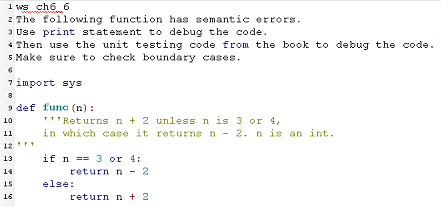 1 ws ch6_6
2 The following function has semantic errors.
3 Use print statement to debug the code.
4 Then use the unit testing code from the book to debug the code.
5 Make sure to check boundary cases.
6
7 import sys
8
9 def func(n):
10     '''Returns n + 2 unless n is 3 or 4,
11     in which case it returns n - 2. n is an int.
12 '''
13     if n == 3 or 4:
14         return n - 2
15     else:
16         return n + 2